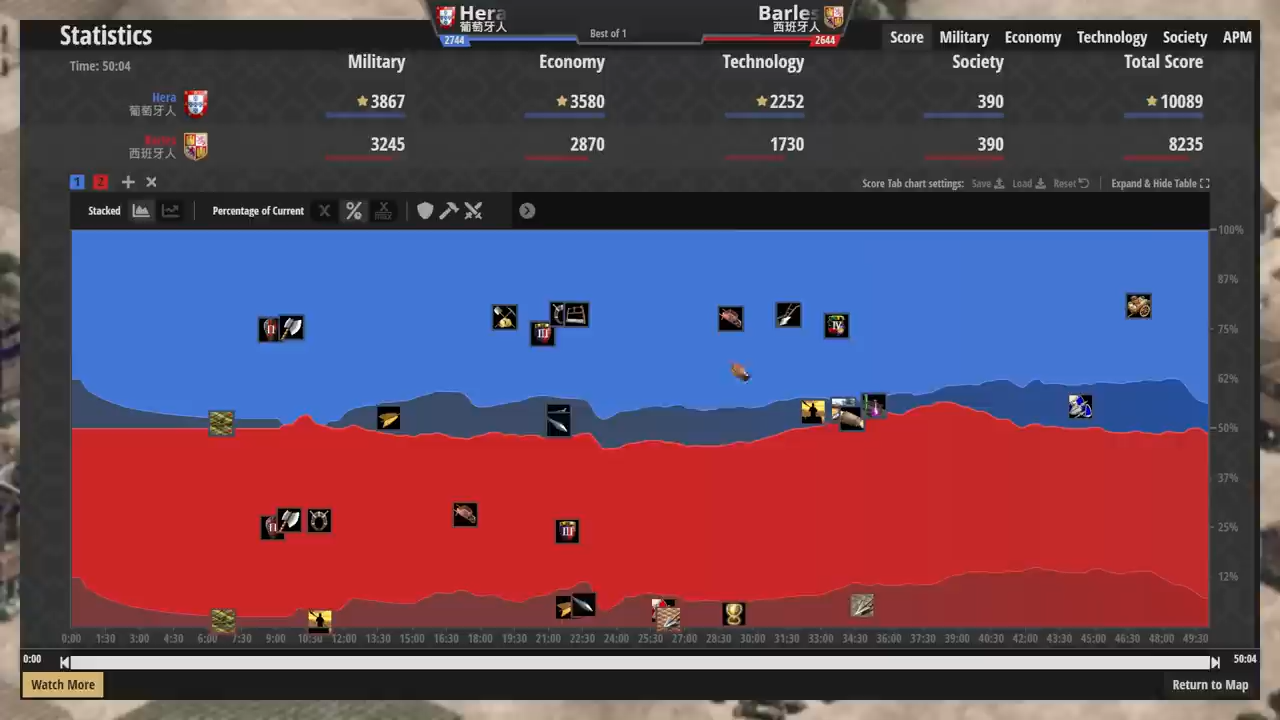 Hera
葡萄牙人
2744
Best of 1
Barles
西班牙人
2644
Statistics
Score Military Economy Technology Society APM
Time: 50:04
Military Economy Technology Society Total Score
Hera
葡萄牙人
3867 3580 2252 390 10089
Barles
西班牙人
3245 2870 1730 390 8235
1 2
Score Tab chart settings: Save Load Reset Expand & Hide Table
Stacked Percentage of Current X % X max
100%
87%
75%
62%
50%
37%
25%
12%
II III IV
II III
0:00 1:30 3:00 4:30 6:00 7:30 9:00 10:30 12:00 13:30 15:00 16:30 18:00 19:30 21:00 22:30 24:00 25:30 27:00 28:30 30:00 31:30 33:00 34:30 36:00 37:30 39:00 40:30 42:00 43:30 45:00 46:30 48:00 49:30
0:00 50:04
Watch More Return to Map